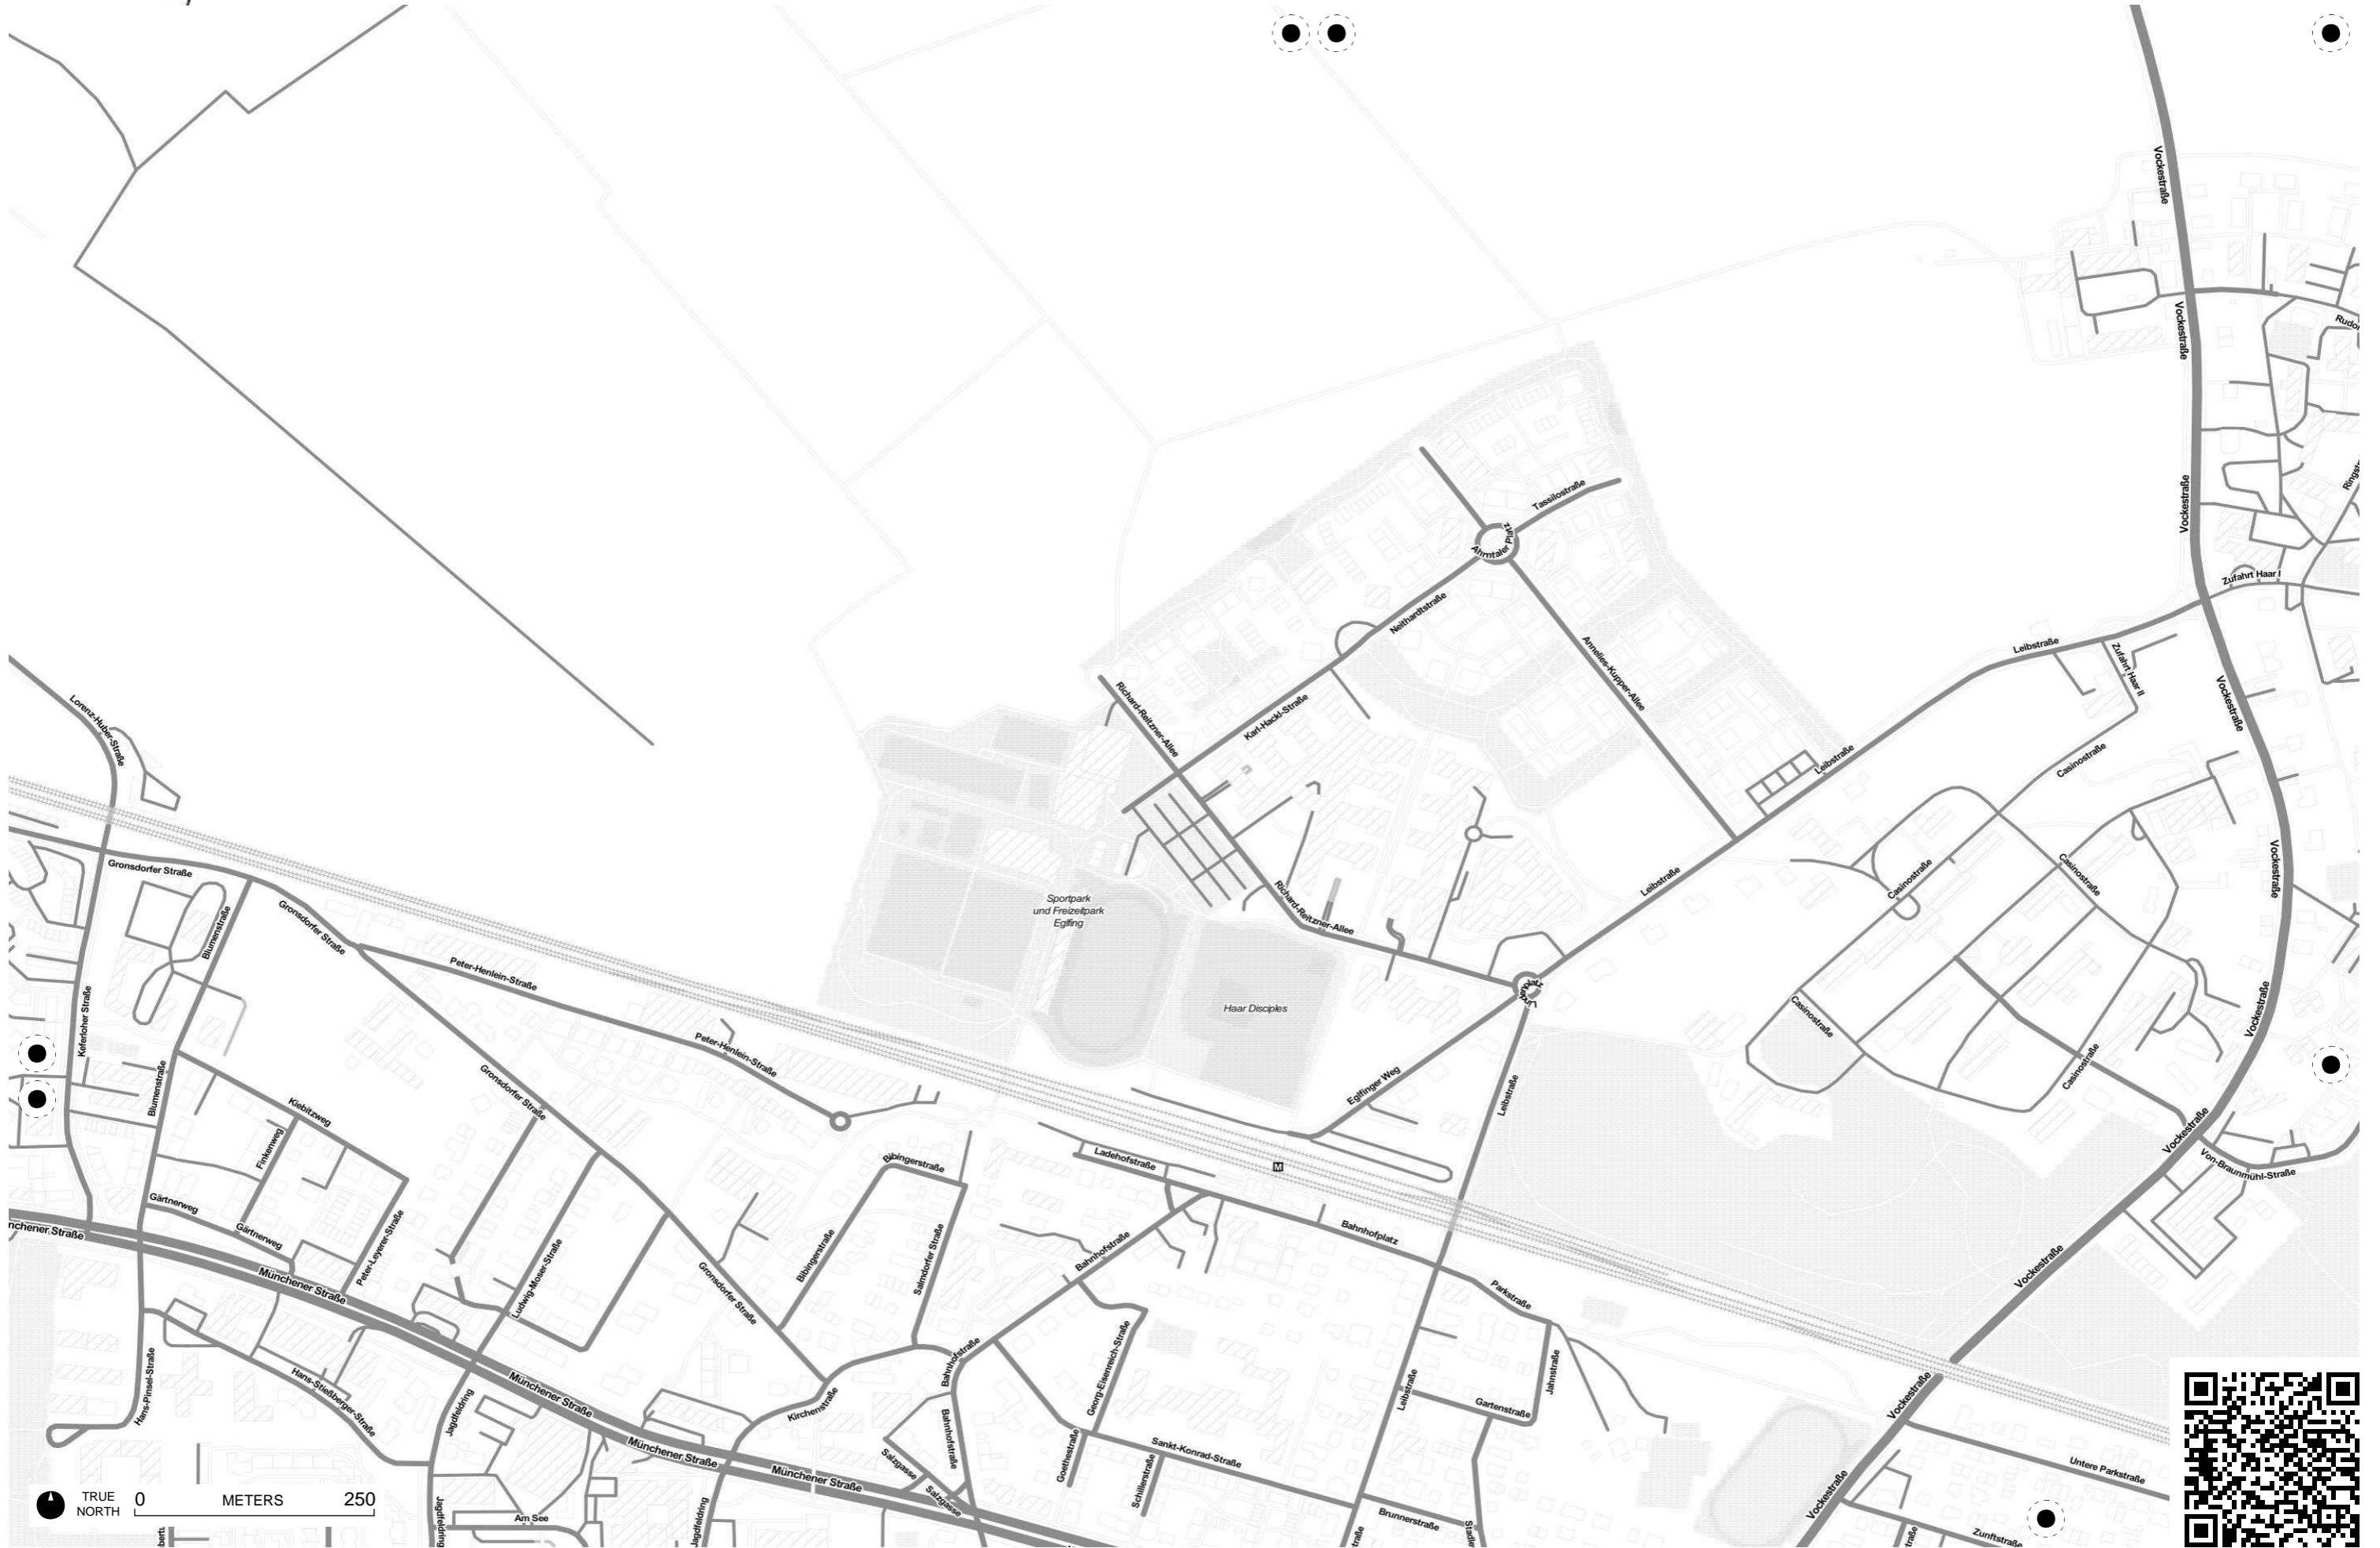 Vockestraße
Vockestraße
Vockestraße
Tassilostraße
Ahrntaler Platz
Zufahrt Haar I
Neithardtstraße
Annelies-Kupper-Allee
Leibstraße
Zufahrt Haar II
Lorenz-Huber-Straße
Richard-Reitzner-Allee
Karl-Hackl-Straße
Vockestraße
Leibstraße
Casinostraße
Gronsdorfer Straße
Leibstraße
Casinostraße
Casinostraße
Vockestraße
Blumenstraße
Gronsdorfer Straße
Sportpark
und Freizeitpark
Eglfing
Richard-Reitzner-Allee
Peter-Henlein-Straße
Haar Disciples
Casinostraße
Vockestraße
Keferloher Straße
Peter-Henlein-Straße
Blumenstraße
Gronsdorfer Straße
Eglfinger Weg
Leibstraße
Casinostraße
Kiebitzweg
Finkenweg
Bibingerstraße
Ladehofstraße
M
Vockestraße
Von-Braunmühl-Straße
Gärtnerweg
Gärtnerweg
nchener Straße
Peter-Leyerer-Straße
Bibingerstraße
Salmdorfer Straße
Bahnhofstraße
Bahnhofplatz
Vockestraße
Münchener Straße
Ludwig-Moser-Straße
Gronsdorfer Straße
Parkstraße
Hans-Pinsel-Straße
Hans-Stießberger-Straße
Jagdfeldring
Münchener Straße
Kirchenstraße
Bahnhofstraße
Georg-Eisenreich-Straße
Leibstraße
Gartenstraße
Jahnstraße
Vockestraße
Münchener Straße
Münchener Straße
Salzgasse
Bahnhofstraße
Goethestraße
Sankt-Konrad-Straße
Schillerstraße
Untere Parkstraße
TRUE
NORTH
0 METERS 250
Jagdfeldring
Am See
Jagdfeldring
Salzgasse
Brunnerstraße
Vockestraße
Zunftstraße